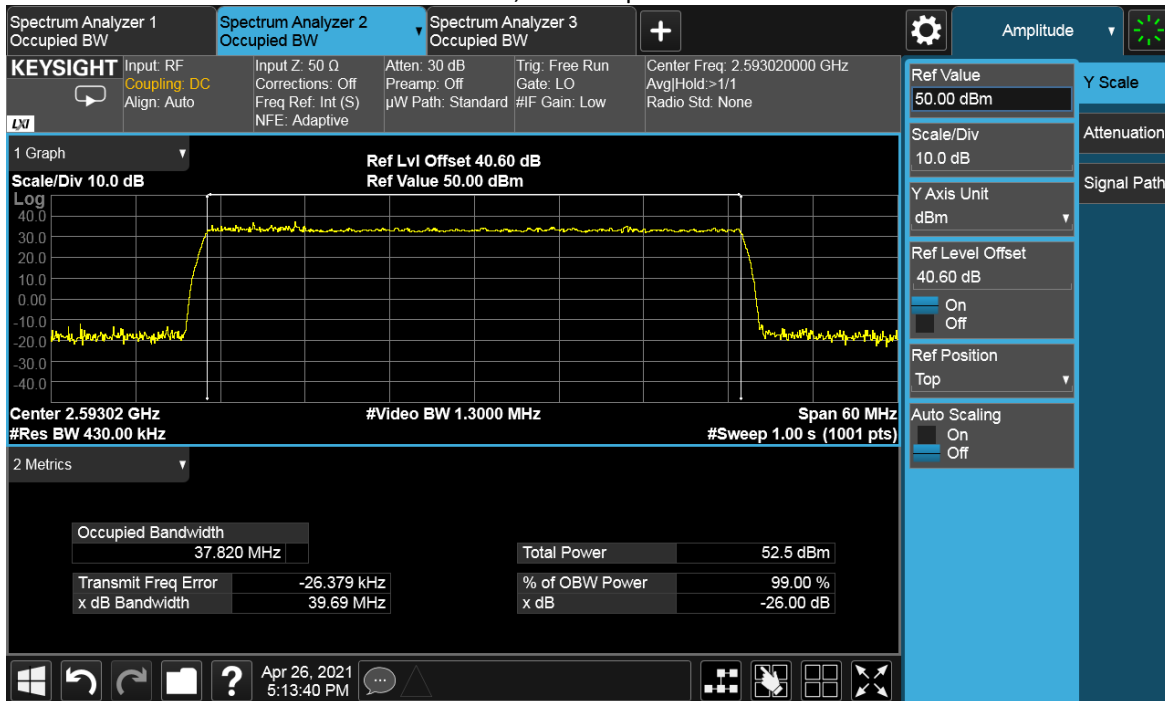 Spectrum Analyzer 1
Occupied BW
Spectrum Analyzer 2
Occupied BW
Spectrum Analyzer 3
Occupied BW
+
Amplitude
KEYSIGHT
LXI
Input: RF
Coupling: DC
Align: Auto
Input Z: 50 Ω
Corrections: Off
Freq Ref: Int (S)
NFE: Adaptive
Atten: 30 dB
Preamp: Off
µW Path: Standard
Trig: Free Run
Gate: LO
#IF Gain: Low
Center Freq: 2.593020000 GHz
Avg|Hold:>1/1
Radio Std: None
1 Graph
Scale/Div 10.0 dB
Ref Lvl Offset 40.60 dB
Ref Value 50.00 dBm
Log
40.0
30.0
20.0
10.0
0.00
-10.0
-20.0
-30.0
-40.0
Center 2.59302 GHz
#Video BW 1.3000 MHz
Span 60 MHz
#Res BW 430.00 kHz
#Sweep 1.00 s (1001 pts)
2 Metrics
Occupied Bandwidth
37.820 MHz
Total Power 52.5 dBm
Transmit Freq Error -26.379 kHz
% of OBW Power 99.00 %
x dB Bandwidth 39.69 MHz
x dB -26.00 dB
Ref Value
50.00 dBm
Scale/Div
10.0 dB
Y Axis Unit
dBm
Ref Level Offset
40.60 dB
On
Off
Ref Position
Top
Auto Scaling
On
Off
Y Scale
Attenuation
Signal Path
?
Apr 26, 2021
5:13:40 PM